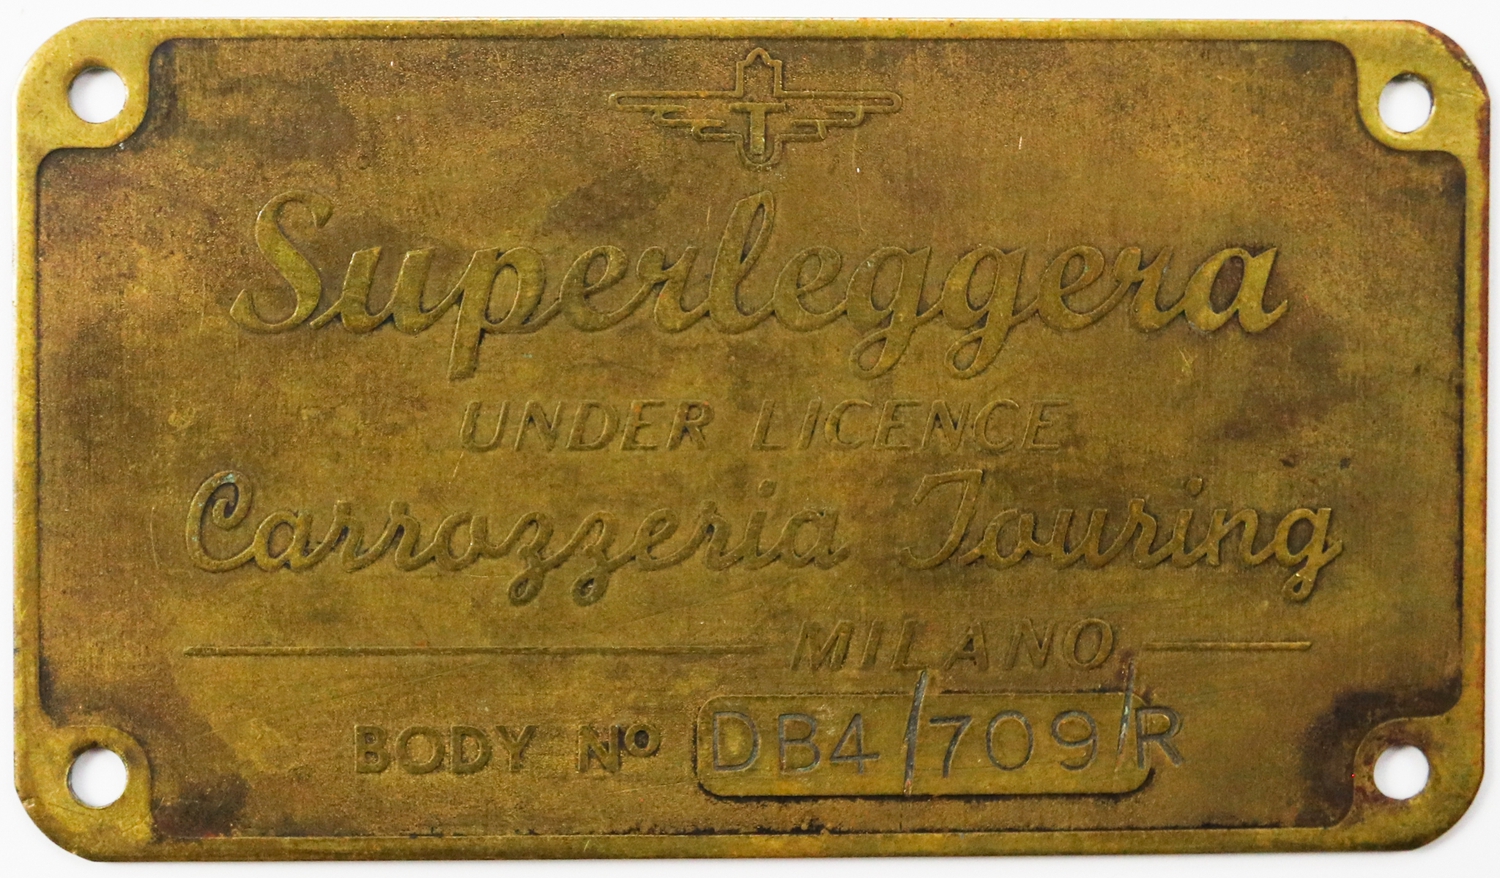 T
Superleggera
UNDER LICENCE
Carrozzeria Touring
MILANO
BODY Nº DB4/709/R